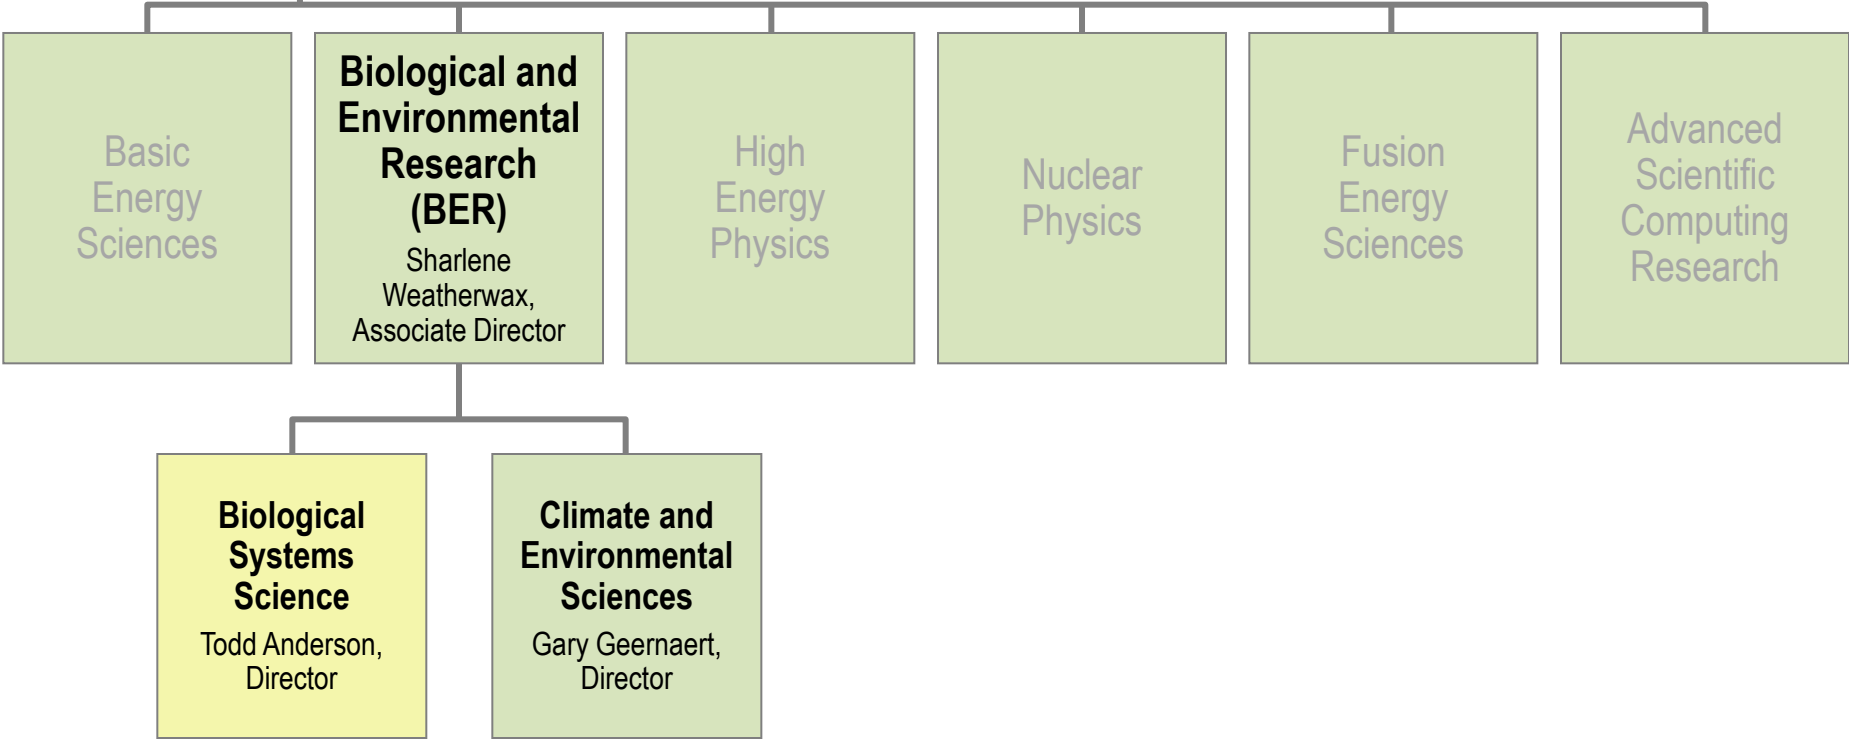 Basic
Energy
Sciences
Biological and
Environmental
Research
(BER)
Sharlene
Weatherwax,
Associate Director
High
Energy
Physics
Nuclear
Physics
Fusion
Energy
Sciences
Advanced
Scientific
Computing
Research
Biological
Systems
Science
Todd Anderson,
Director
Climate and
Environmental
Sciences
Gary Geernaert,
Director